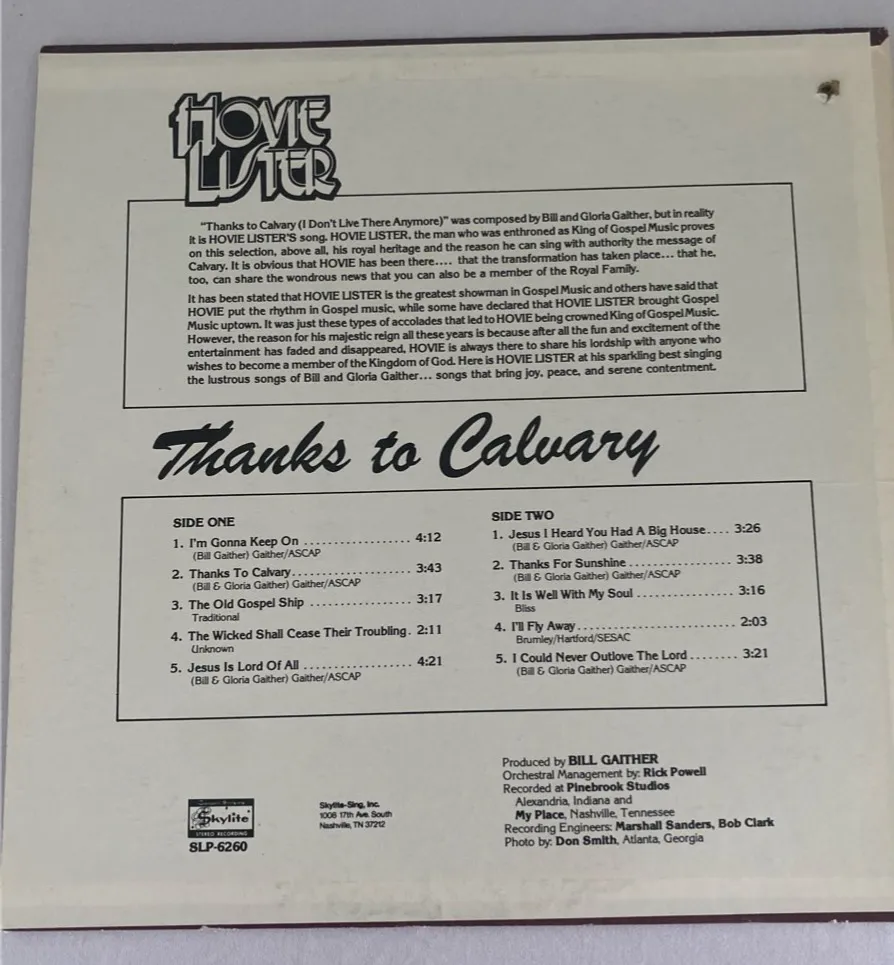 HOVIE
LISTER
"Thanks to Calvary (I Don't Live There Anymore)" was composed by Bill and Gloria Gaither, but in reality
it is HOVIE LISTER'S song. HOVIE LISTER, the man who was enthroned as King of Gospel Music proves
on this selection, above all, his royal heritage and the reason he can sing with authority the message of
Calvary. It is obvious that HOVIE has been there.... that the transformation has taken place... that he,
too, can share the wondrous news that you can also be a member of the Royal Family.
It has been stated that HOVIE LISTER is the greatest showman in Gospel Music and others have said that
HOVIE put the rhythm in Gospel music, while some have declared that HOVIE LISTER brought Gospel
Music uptown. It was just these types of accolades that led to HOVIE being crowned King of Gospel Music.
However, the reason for his majestic reign all these years is because after all the fun and excitement of the
entertainment has faded and disappeared, HOVIE is always there to share his lordship with anyone who
wishes to become a member of the Kingdom of God. Here is HOVIE LISTER at his sparkling best singing
the lustrous songs of Bill and Gloria Gaither... songs that bring joy, peace, and serene contentment.
Thanks to Calvary
SIDE ONE
1. I'm Gonna Keep On .................. 4:12
(Bill Gaither) Gaither/ASCAP
2. Thanks To Calvary.................... 3:43
(Bill & Gloria Gaither) Gaither/ASCAP
3. The Old Gospel Ship ................. 3:17
Traditional
4. The Wicked Shall Cease Their Troubling. 2:11
Unknown
5. Jesus Is Lord Of All .................. 4:21
(Bill & Gloria Gaither) Gaither/ASCAP
SIDE TWO
1. Jesus I Heard You Had A Big House.... 3:26
(Bill & Gloria Gaither) Gaither/ASCAP
2. Thanks For Sunshine ................. 3:38
(Bill & Gloria Gaither) Gaither/ASCAP
3. It Is Well With My Soul ................ 3:16
Bliss
4. I'll Fly Away.......................... 2:03
Brumley/Hartford/SESAC
5. I Could Never Outlove The Lord ........ 3:21
(Bill & Gloria Gaither) Gaither/ASCAP
Produced by BILL GAITHER
Orchestral Management by: Rick Powell
Recorded at Pinebrook Studios
Alexandria, Indiana and
My Place, Nashville, Tennessee
Recording Engineers: Marshall Sanders, Bob Clark
Photo by: Don Smith, Atlanta, Georgia
Skylite
STEREO RECORDING
SLP-6260
Skylite-Sing, Inc.
1008 17th Ave. South
Nashville, TN 37212